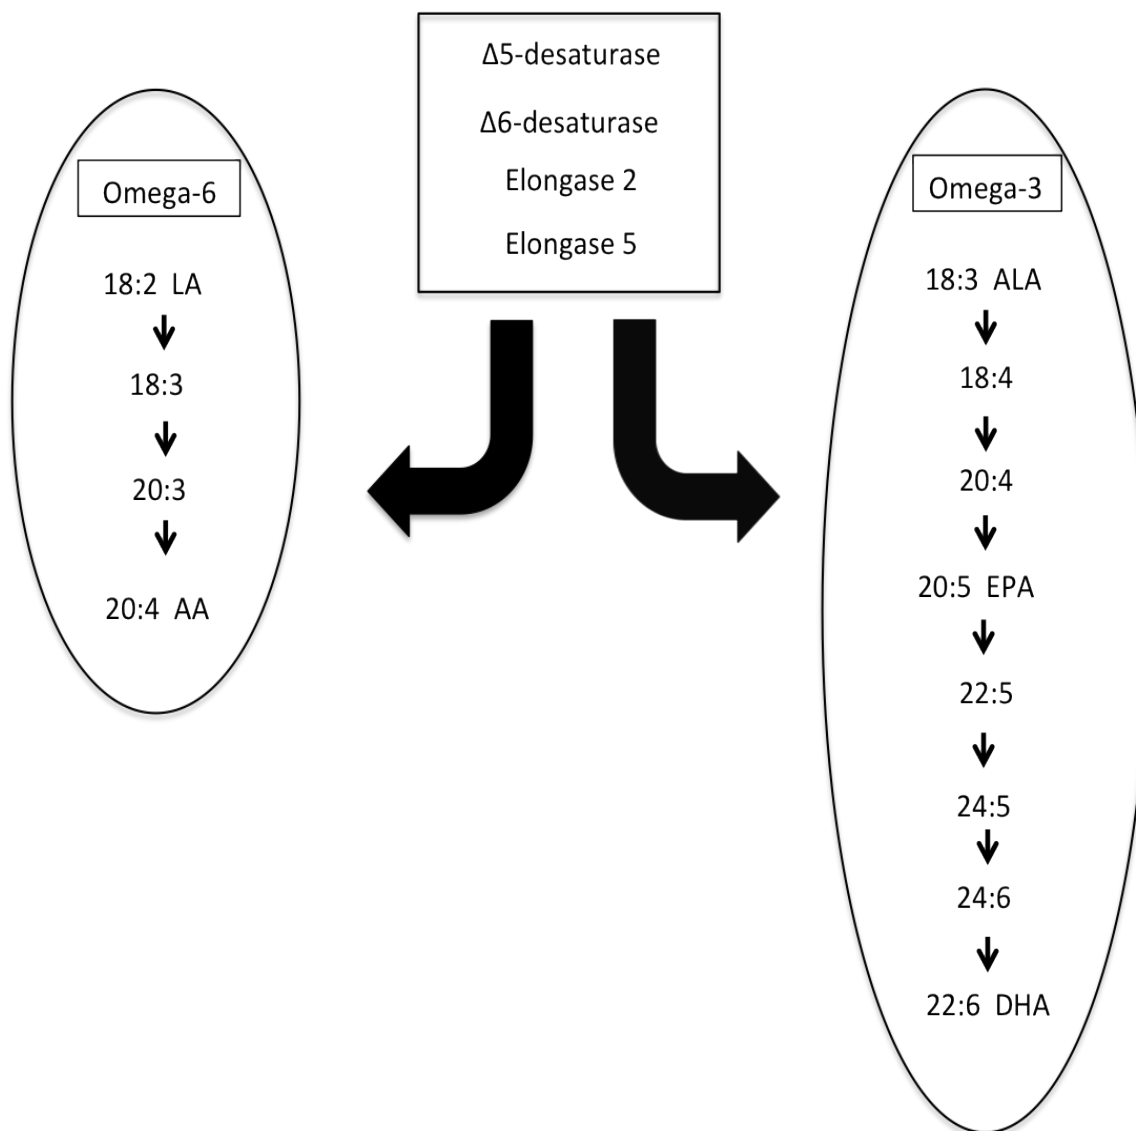 Δ5-desaturase
Δ6-desaturase
Elongase 2
Elongase 5
Omega-6
18:2 LA
18:3
20:3
20:4 AA
Omega-3
18:3 ALA
18:4
20:4
20:5 EPA
22:5
24:5
24:6
22:6 DHA